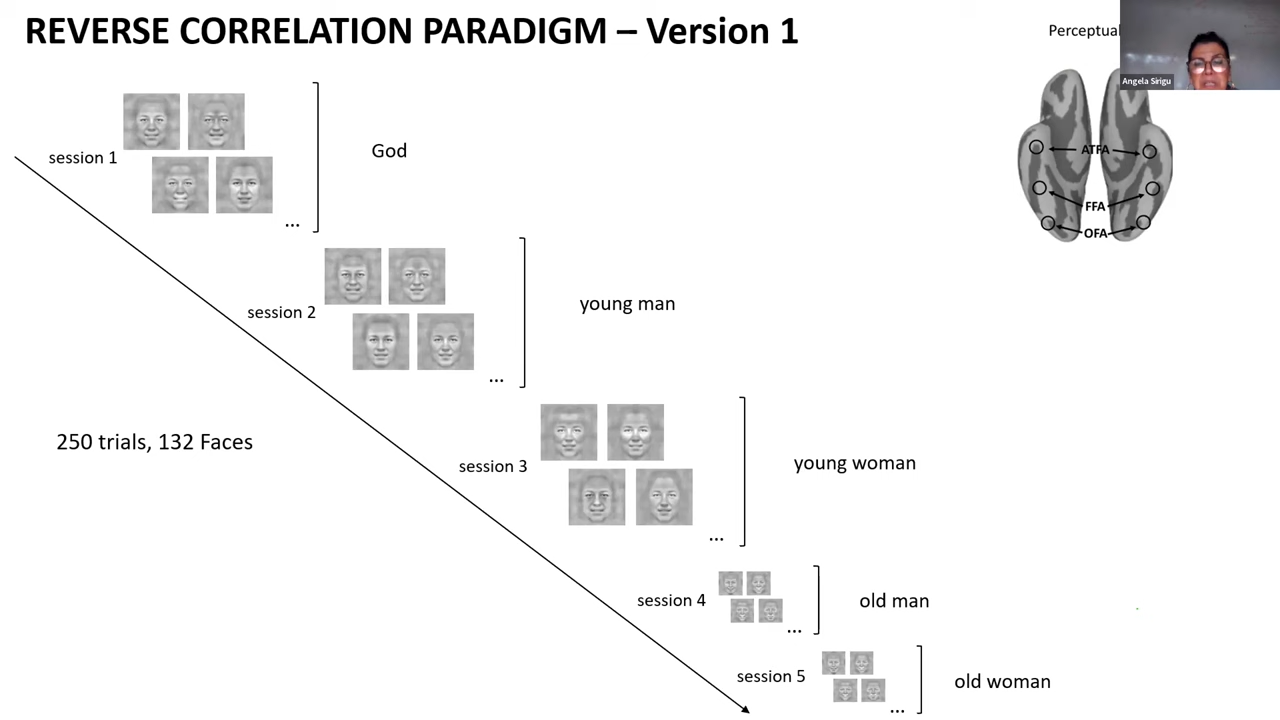 REVERSE CORRELATION PARADIGM – Version 1
Perceptual
Angela Sirigu
session 1
God
...
ATFA
FFA
OFA
session 2
young man
...
250 trials, 132 Faces
session 3
young woman
...
session 4
old man
...
session 5
old woman
...